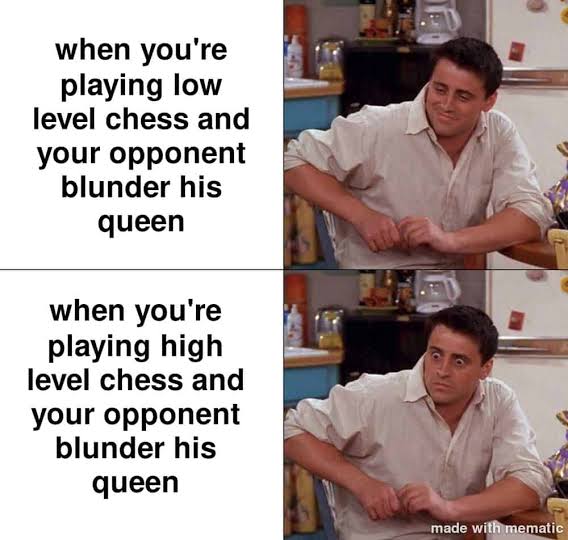 when you're
playing low
level chess and
your opponent
blunder his
queen
when you're
playing high
level chess and
your opponent
blunder his
queen
made with mematic